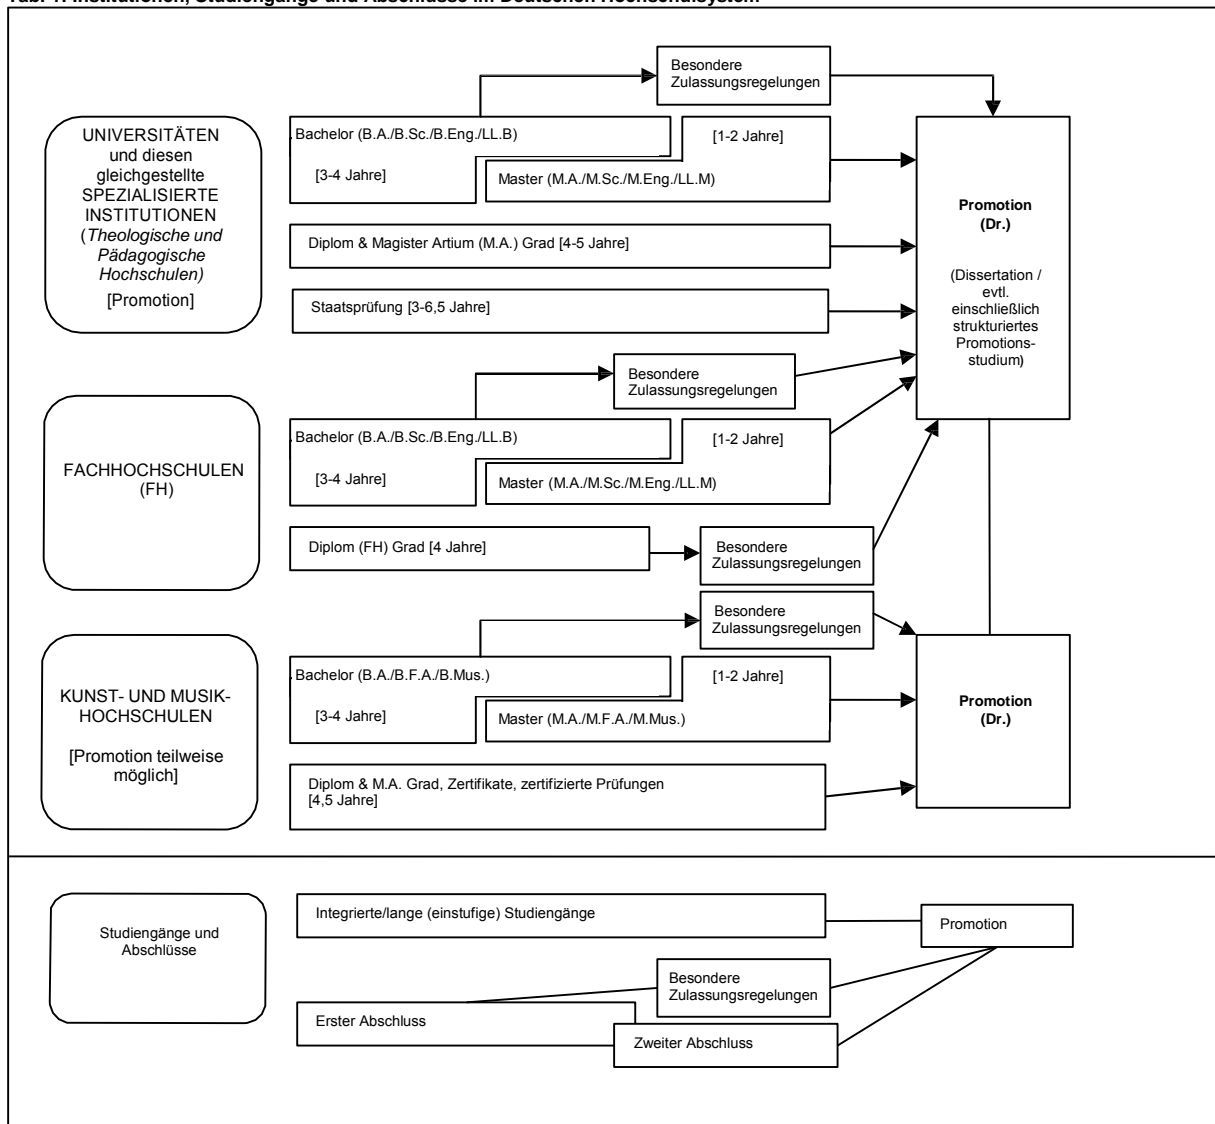 Tab. 1: Institutionen, Studiengänge und Abschlüsse im Deutschen Hochschulsystem
Besondere
Zulassungsregelungen
UNIVERSITÄTEN
und diesen
gleichgestellte
SPEZIALISIERTE
INSTITUTIONEN
(Theologische und
Pädagogische
Hochschulen)
[Promotion]
Bachelor (B.A./B.Sc./B.Eng./LL.B)
[3-4 Jahre]
[1-2 Jahre]
Master (M.A./M.Sc./M.Eng./LL.M)
Diplom & Magister Artium (M.A.) Grad [4-5 Jahre]
Staatsprüfung [3-6,5 Jahre]
Promotion
(Dr.)
(Dissertation /
evtl.
einschließlich
strukturiertes
Promotions-
studium)
Besondere
Zulassungsregelungen
FACHHOCHSCHULEN
(FH)
Bachelor (B.A./B.Sc./B.Eng./LL.B)
[3-4 Jahre]
[1-2 Jahre]
Master (M.A./M.Sc./M.Eng./LL.M)
Diplom (FH) Grad [4 Jahre]
Besondere
Zulassungsregelungen
Besondere
Zulassungsregelungen
KUNST- UND MUSIK-
HOCHSCHULEN
[Promotion teilweise
möglich]
Bachelor (B.A./B.F.A./B.Mus.)
[3-4 Jahre]
[1-2 Jahre]
Master (M.A./M.F.A./M.Mus.)
Diplom & M.A. Grad, Zertifikate, zertifizierte Prüfungen
[4,5 Jahre]
Promotion
(Dr.)
Studiengänge und
Abschlüsse
Integrierte/lange (einstufige) Studiengänge
Promotion
Besondere
Zulassungsregelungen
Erster Abschluss
Zweiter Abschluss